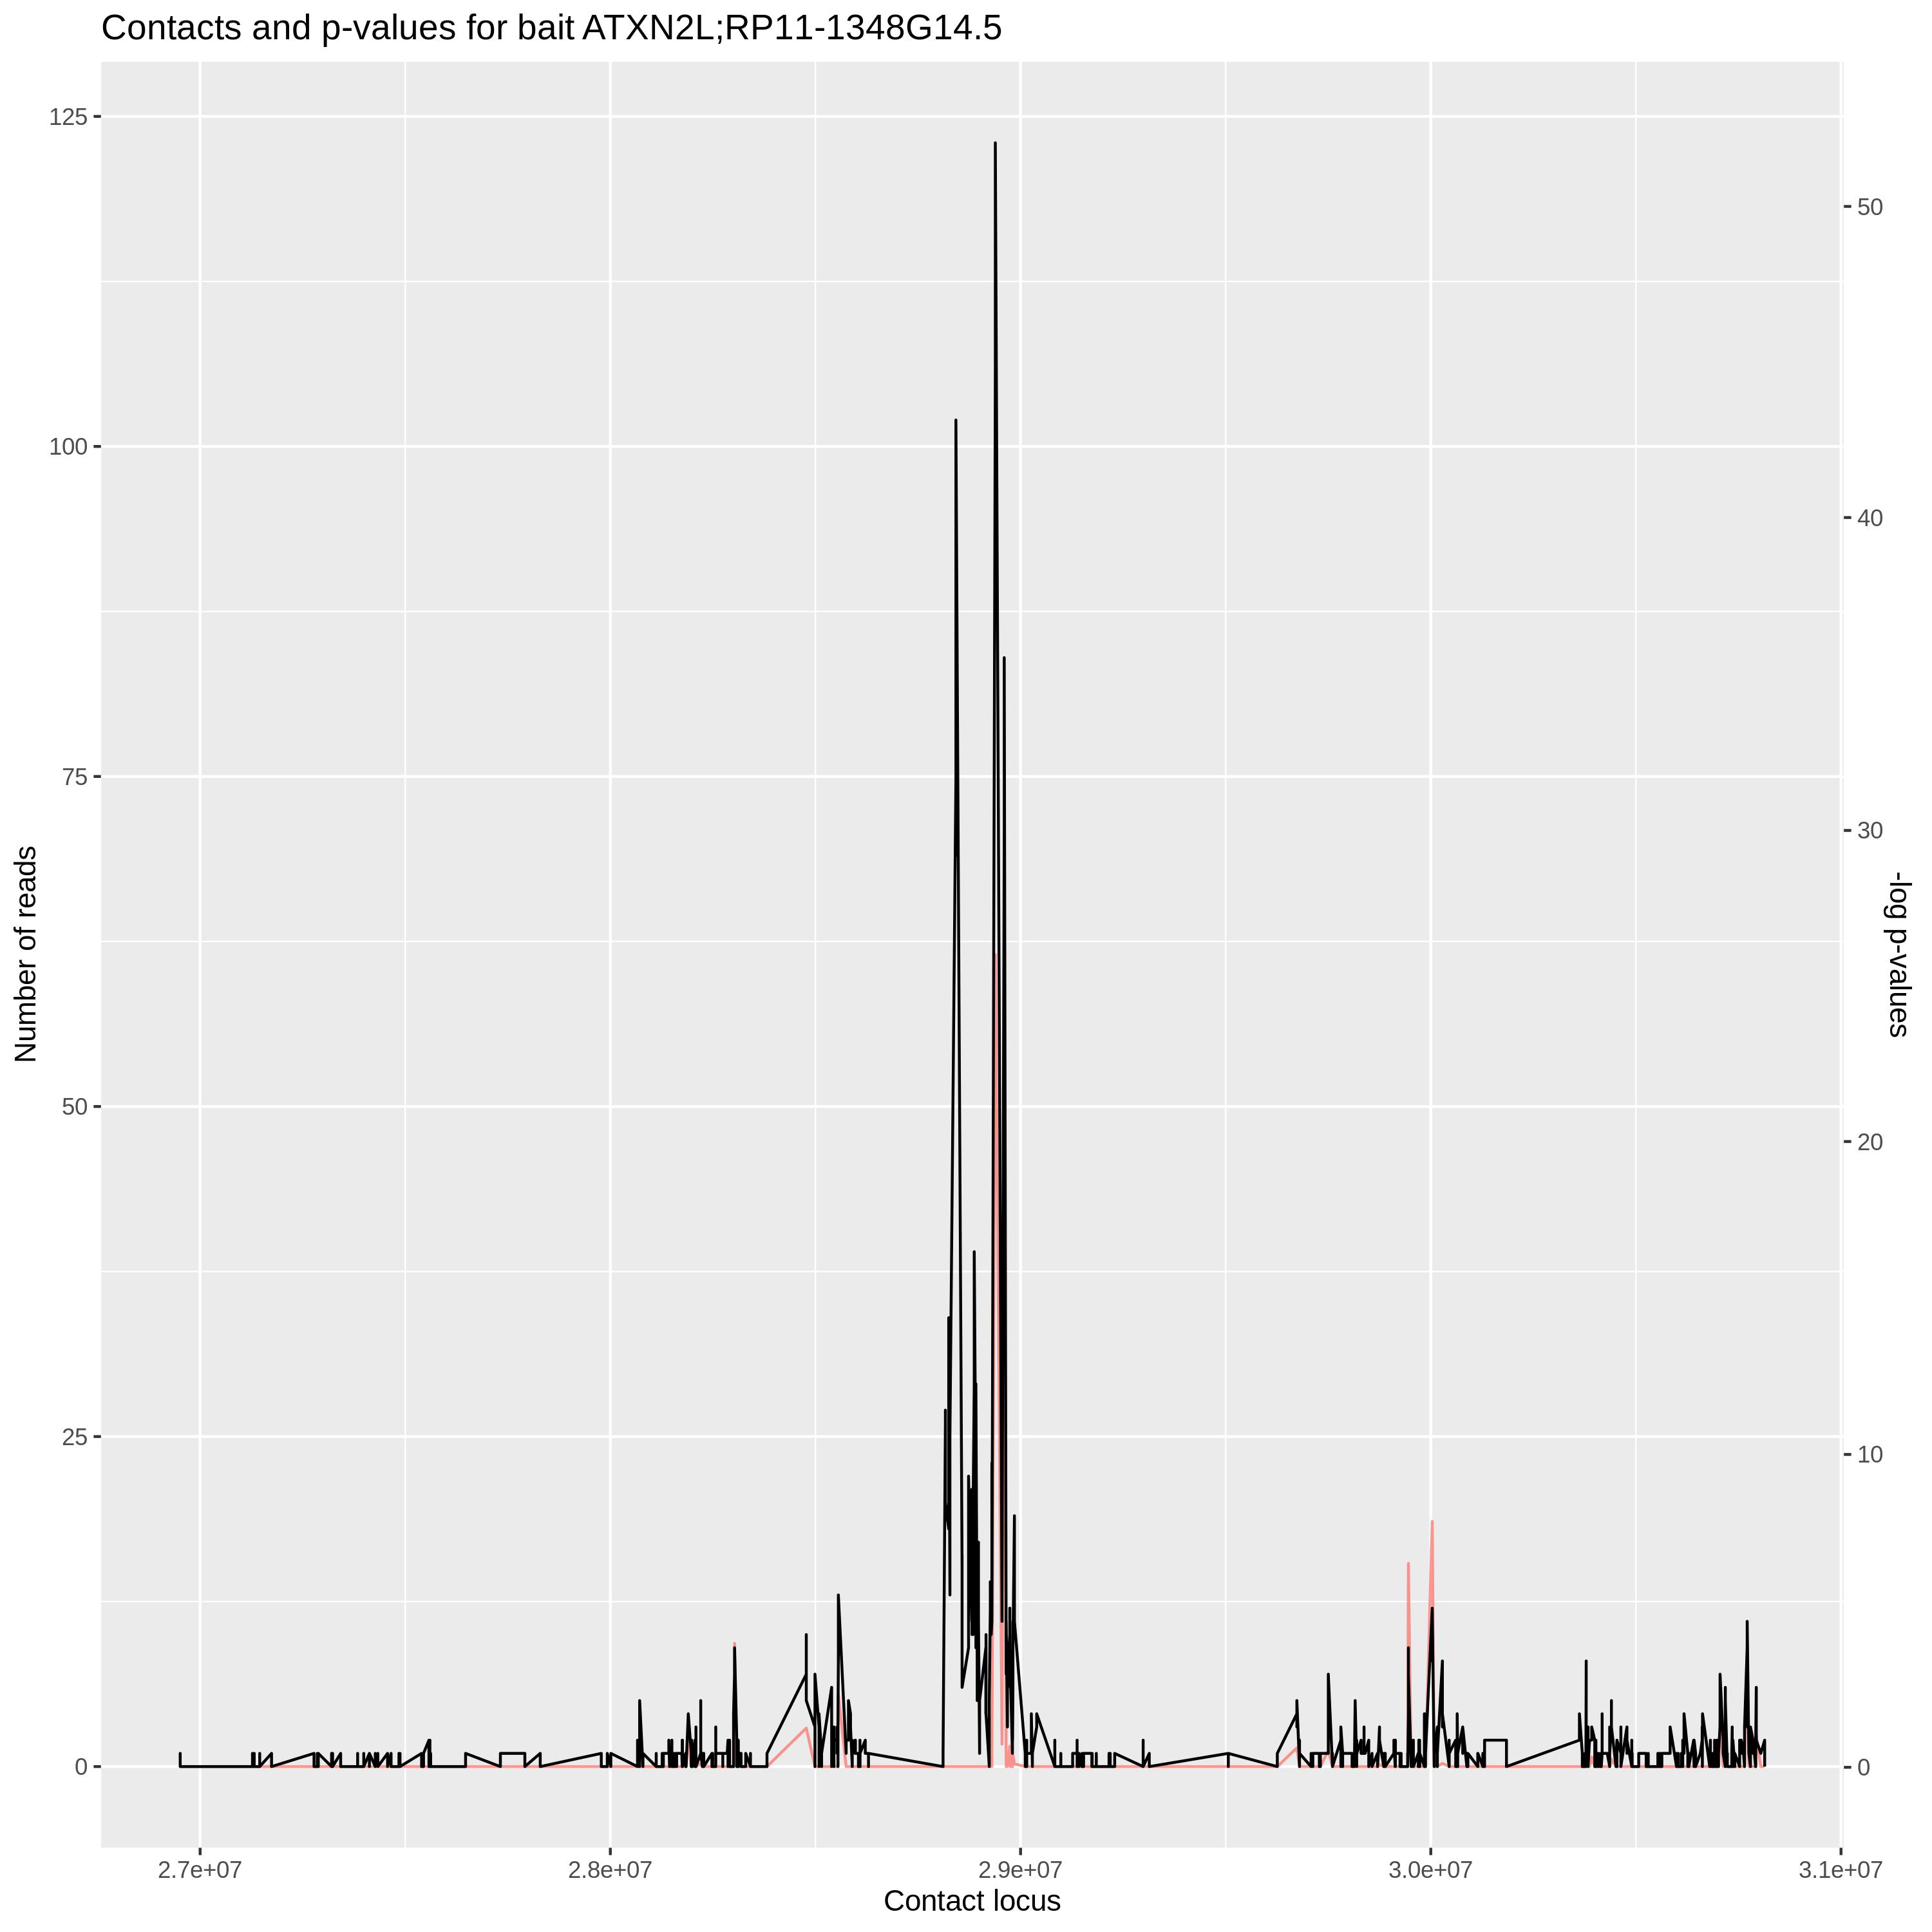 Contacts and p-values for bait ATXN2L;RP11-1348G14.5
125
100
75
50
25
0
Number of reads
50
40
30
20
10
0
-log p-values
2.7e+07
2.8e+07
2.9e+07
3.0e+07
3.1e+07
Contact locus